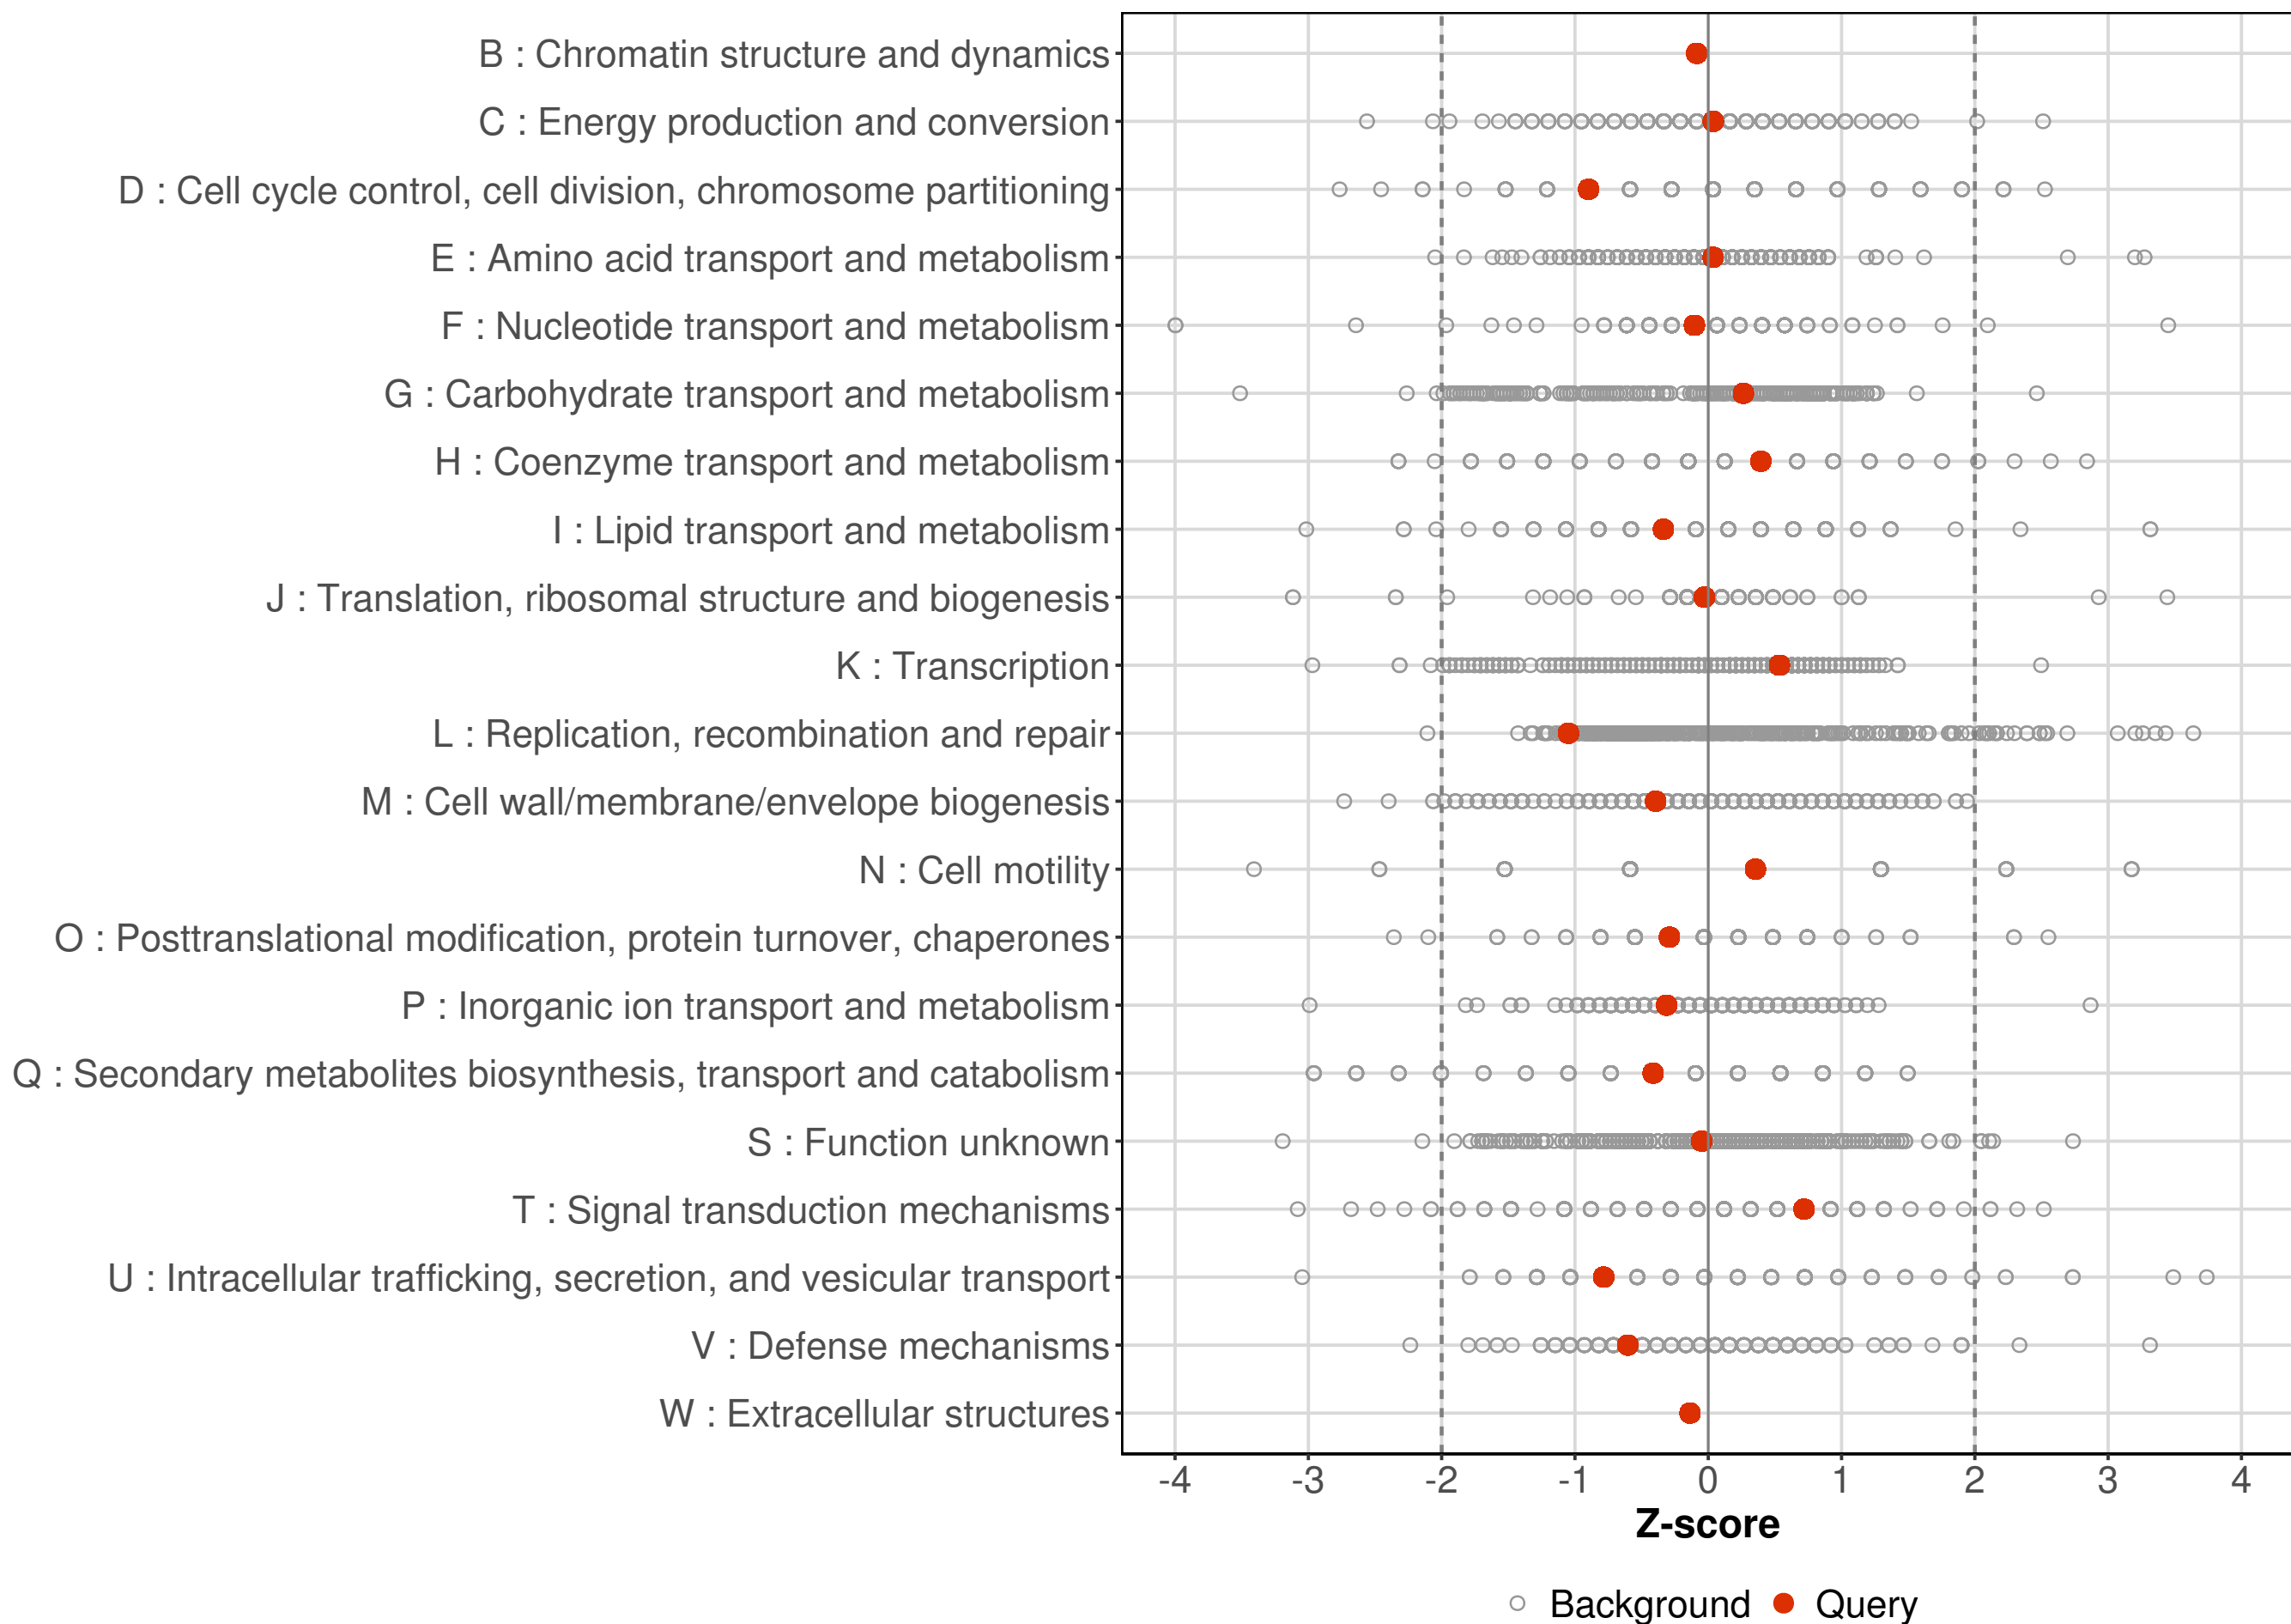 B : Chromatin structure and dynamics
C : Energy production and conversion
D : Cell cycle control, cell division, chromosome partitioning
E : Amino acid transport and metabolism
F : Nucleotide transport and metabolism
G : Carbohydrate transport and metabolism
H : Coenzyme transport and metabolism
I : Lipid transport and metabolism
J : Translation, ribosomal structure and biogenesis
K : Transcription
L : Replication, recombination and repair
M : Cell wall/membrane/envelope biogenesis
N : Cell motility
O : Posttranslational modification, protein turnover, chaperones
P : Inorganic ion transport and metabolism
Q : Secondary metabolites biosynthesis, transport and catabolism
S : Function unknown
T : Signal transduction mechanisms
U : Intracellular trafficking, secretion, and vesicular transport
V : Defense mechanisms
W : Extracellular structures
-4 -3 -2 -1 0 1 2 3 4
Z-score
Background Query